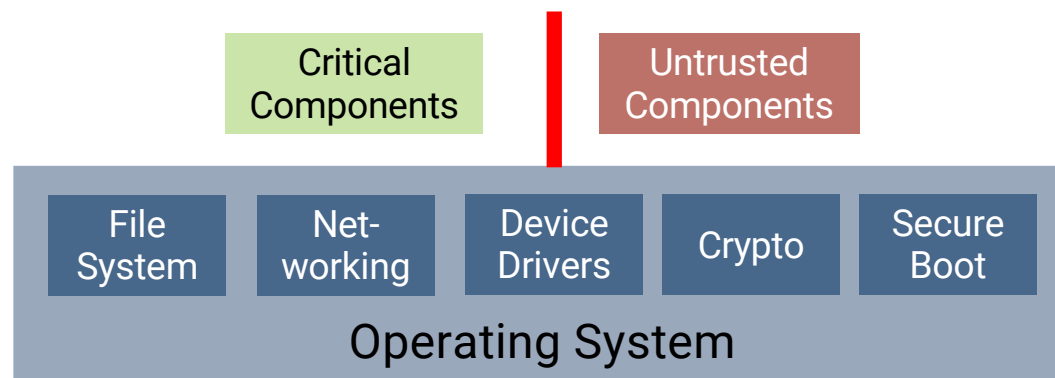 Critical
Components
Untrusted
Components
File
System
Net-
working
Device
Drivers
Crypto
Secure
Boot
Operating System